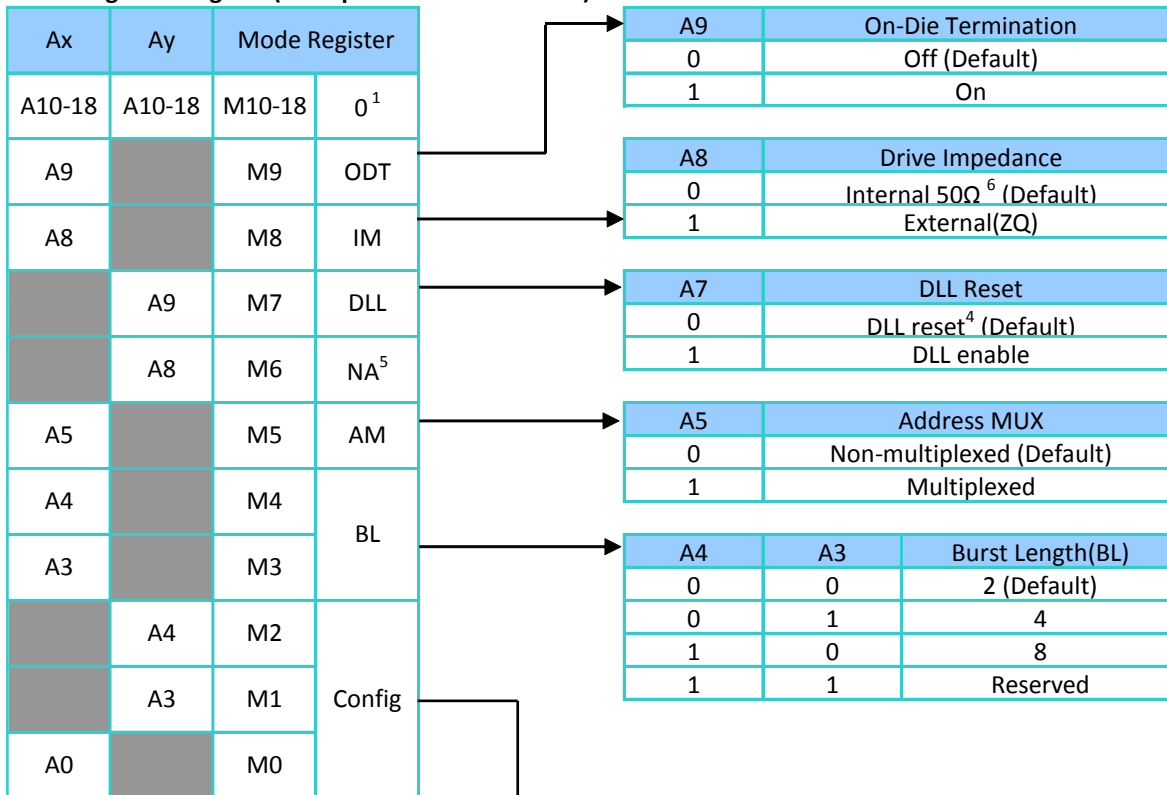 Ax Ay Mode Register
A10-18 A10-18 M10-18 0¹
A9 M9 ODT
A8 M8 IM
A9 M7 DLL
A8 M6 NA⁵
A5 M5 AM
A4 M4 BL
A3 M3
A4 M2 Config
A3 M1
A0 M0
A9 On-Die Termination
0 Off (Default)
1 On
A8 Drive Impedance
0 Internal 50Ω ⁶ (Default)
1 External(ZQ)
A7 DLL Reset
0 DLL reset⁴ (Default)
1 DLL enable
A5 Address MUX
0 Non-multiplexed (Default)
1 Multiplexed
A4 A3 Burst Length(BL)
0 0 2 (Default)
0 1 4
1 0 8
1 1 Reserved